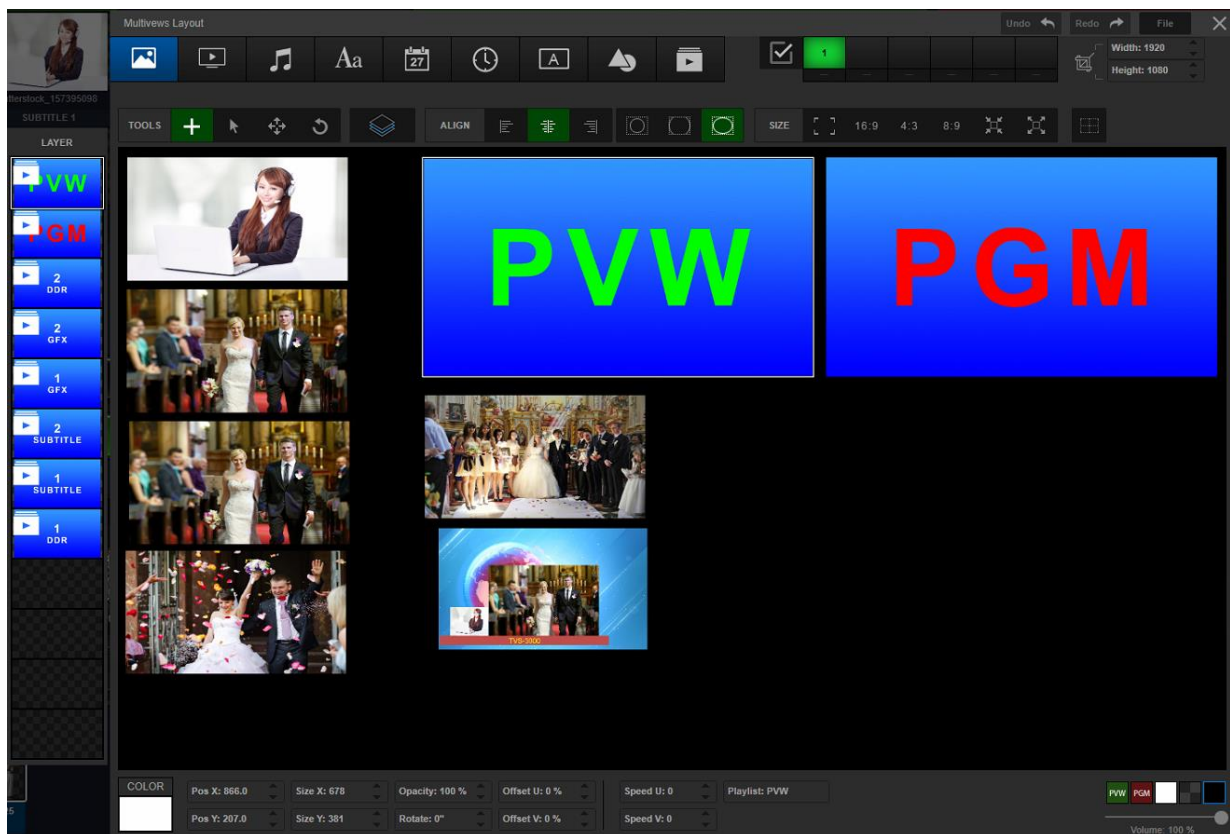 Multivews Layout
Undo
Redo
File
Aa
27
A
1
Width: 1920
Height: 1080
TOOLS
ALIGN
SIZE
16:9
4:3
8:9
SUBTITLE 1
LAYER
PVW
PGM
2
DDR
2
GFX
1
GFX
2
SUBTITLE
1
SUBTITLE
1
DDR
PVW
PGM
TVS-3000
COLOR
Pos X: 866.0
Size X: 678
Opacity: 100 %
Offset U: 0 %
Speed U: 0
Playlist: PVW
Pos Y: 207.0
Size Y: 381
Rotate: 0"
Offset V: 0 %
Speed V: 0
PVW
PGM
Volume: 100 %